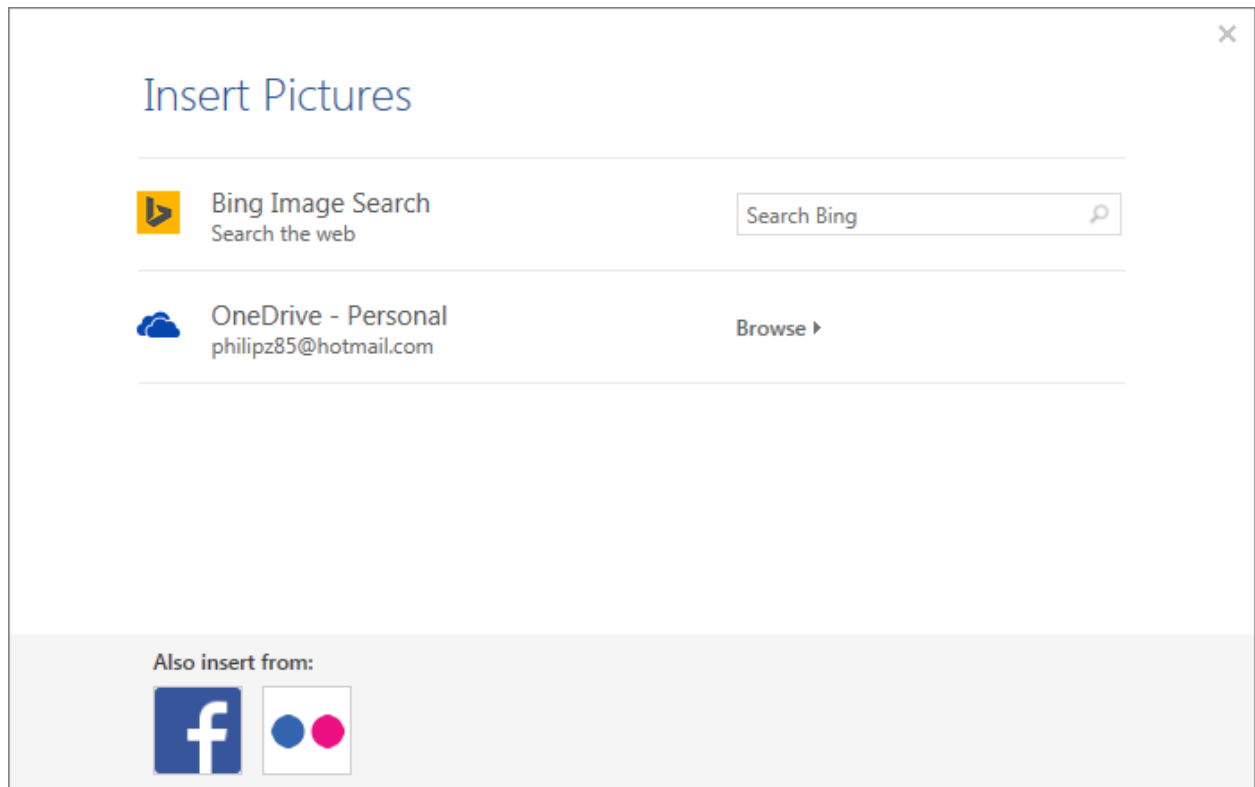 Insert Pictures
Bing Image Search
Search the web
Search Bing
OneDrive - Personal
philipz85@hotmail.com
Browse
Also insert from: